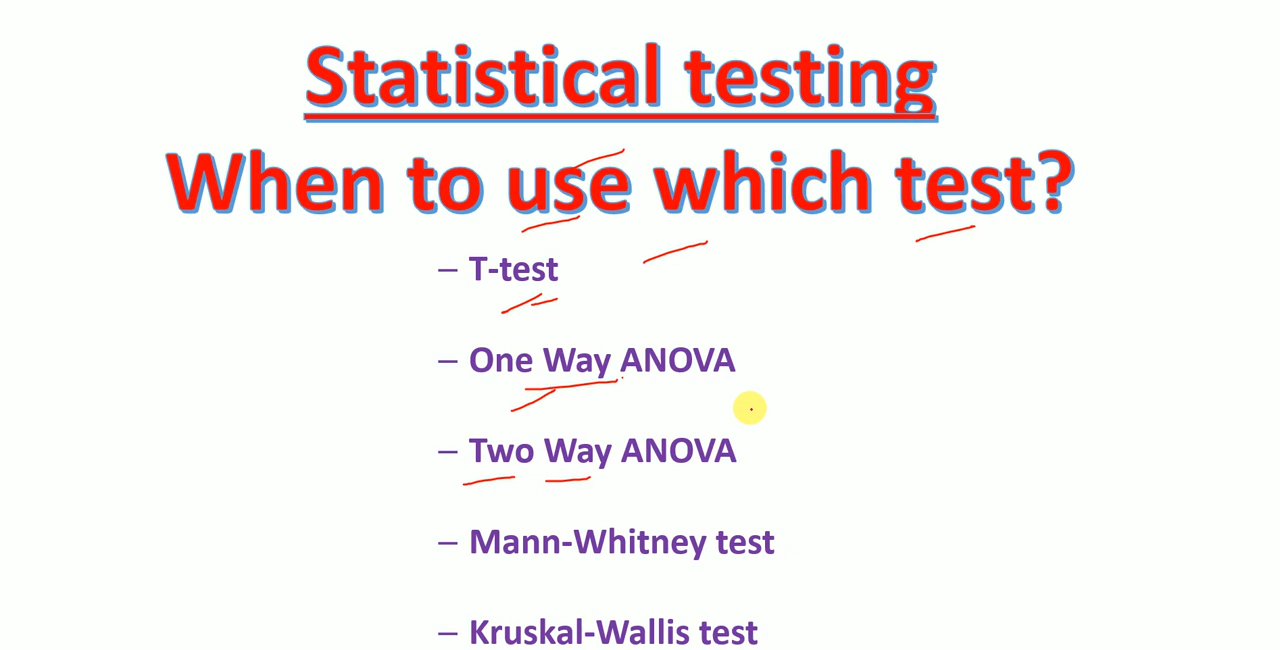 Statistical testing
When to use which test?
– T-test
– One Way ANOVA
– Two Way ANOVA
– Mann-Whitney test
– Kruskal-Wallis test